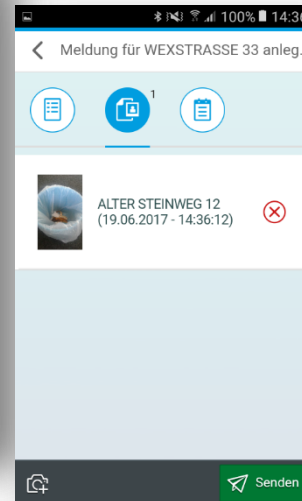 100% 14:36
Meldung für WEXSTRASSE 33 anleg.
1
ALTER STEINWEG 12
(19.06.2017 - 14:36:12)
Senden